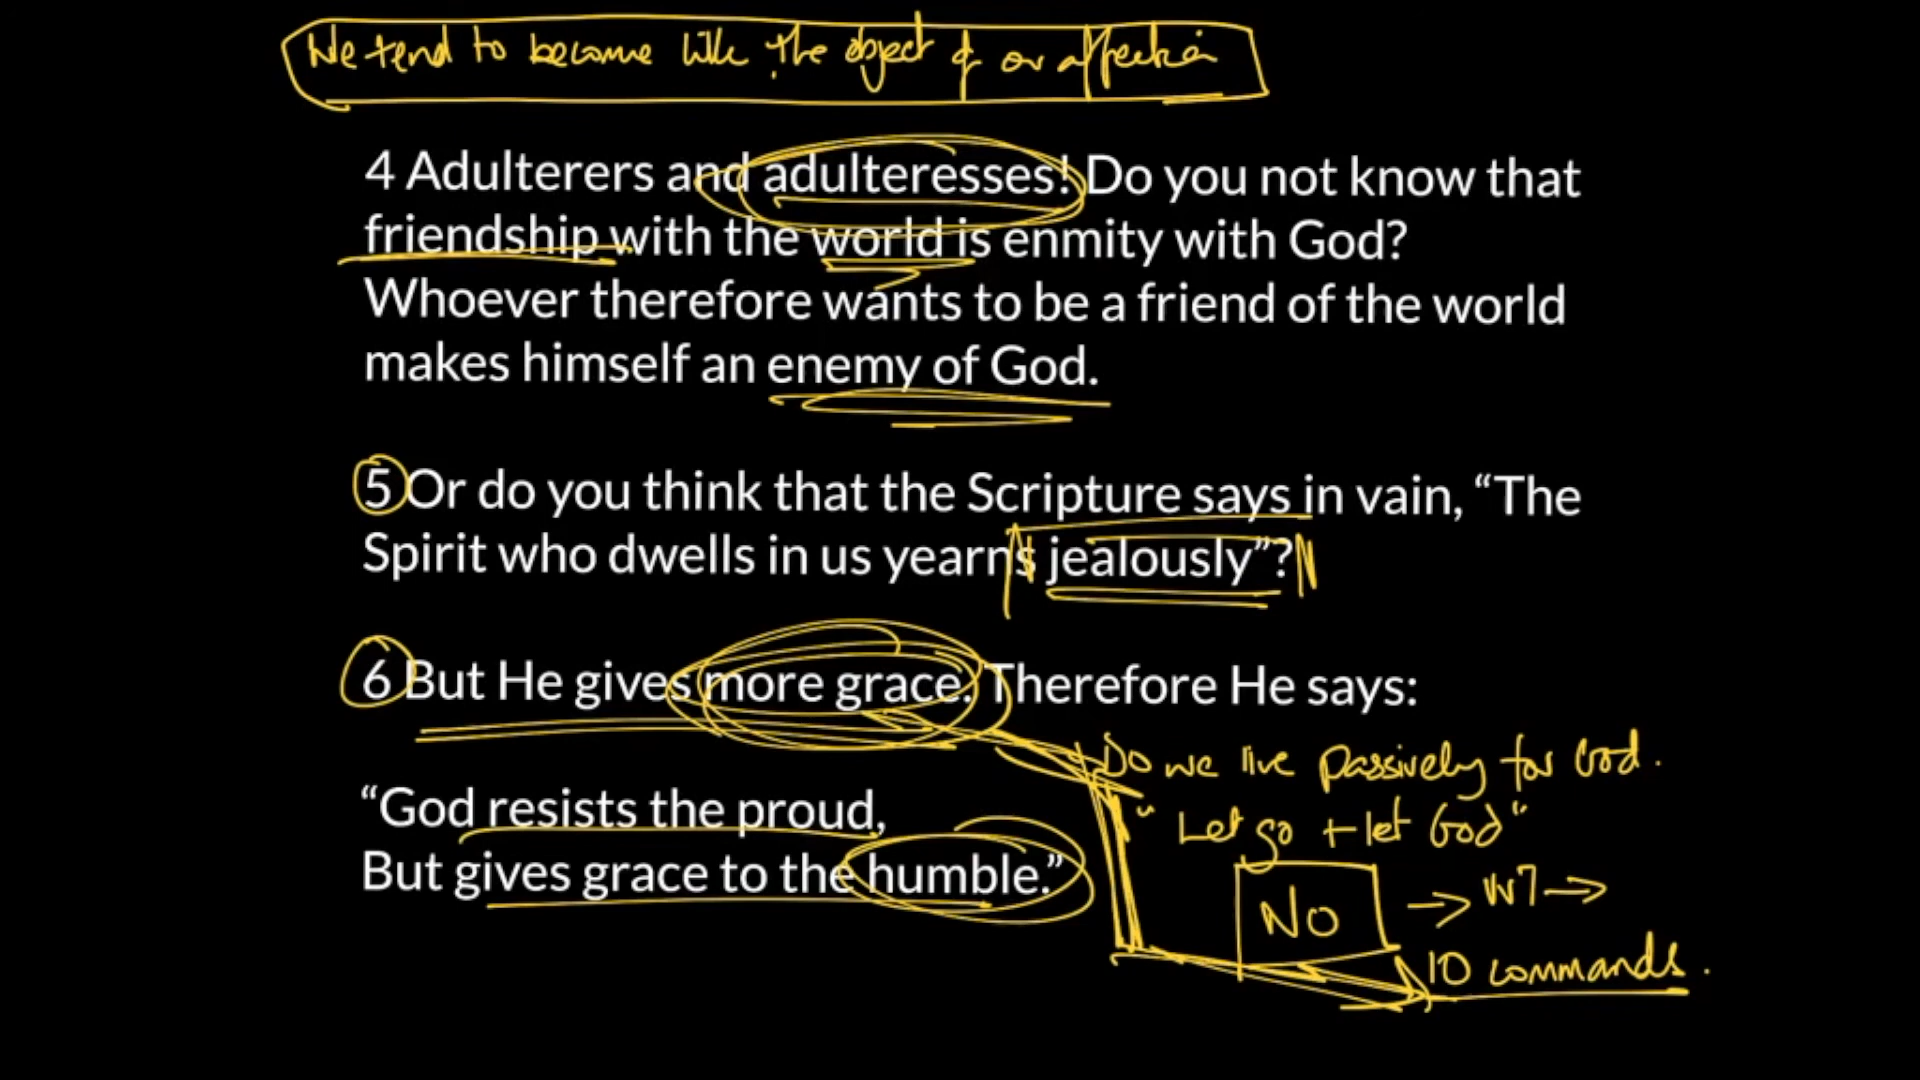 We tend to become like the object of our affection
4 Adulterers and adulteresses! Do you not know that
friendship with the world is enmity with God?
Whoever therefore wants to be a friend of the world
makes himself an enemy of God.
5 Or do you think that the Scripture says in vain, “The
Spirit who dwells in us yearns jealously”?
6 But He gives more grace. Therefore He says:
“God resists the proud,
But gives grace to the humble.”
Do we live passively for God.
"Let go + let God"
NO → V7 →
10 commands.